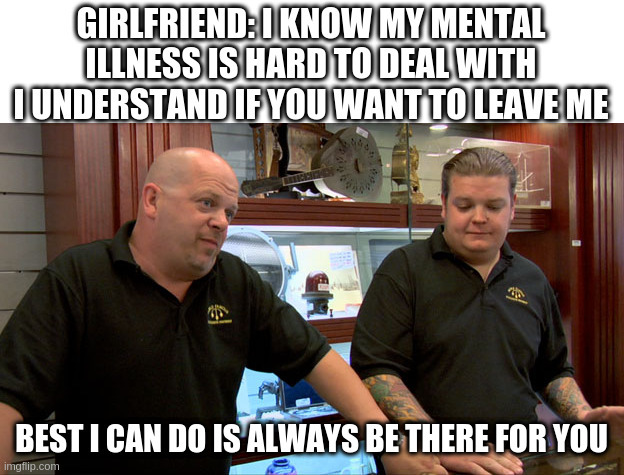 GIRLFRIEND: I KNOW MY MENTAL
ILLNESS IS HARD TO DEAL WITH
I UNDERSTAND IF YOU WANT TO LEAVE ME
BEST I CAN DO IS ALWAYS BE THERE FOR YOU
imgflip.com